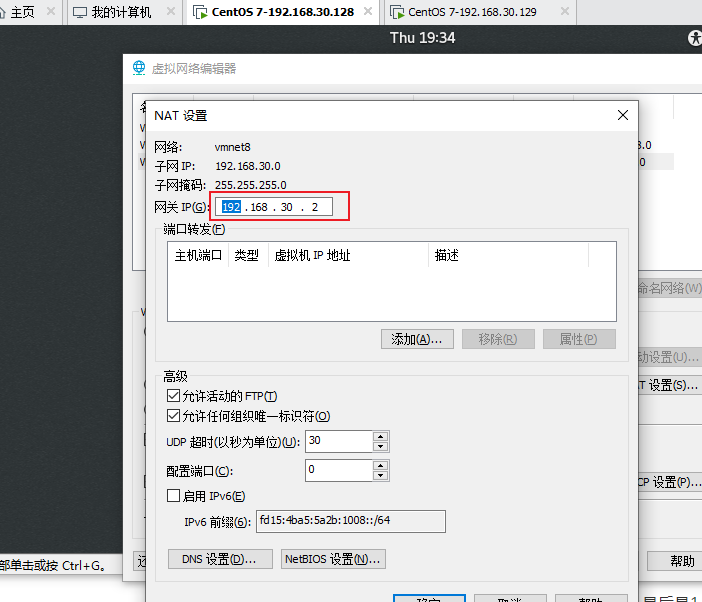 主页 我的计算机 CentOS 7-192.168.30.128 CentOS 7-192.168.30.129
Thu 19:34
虚拟网络编辑器
NAT 设置
网络: vmnet8
子网 IP: 192.168.30.0
子网掩码: 255.255.255.0
网关 IP(G): 192 . 168 . 30 . 2
端口转发(F)
主机端口 类型 虚拟机 IP 地址 描述
添加(A)... 移除(R) 属性(P)
高级
允许活动的 FTP(T)
允许任何组织唯一标识符(O)
UDP 超时(以秒为单位)(U): 30
配置端口(C): 0
启用 IPv6(E)
IPv6 前缀(6): fd15:4ba5:5a2b:1008::/64
DNS 设置(D)... NetBIOS 设置(N)...
命名网络(W)
动设置(U)...
T 设置(S)...
CP 设置(P)...
帮助
部单击或按 Ctrl+G。
确定 取消 帮助